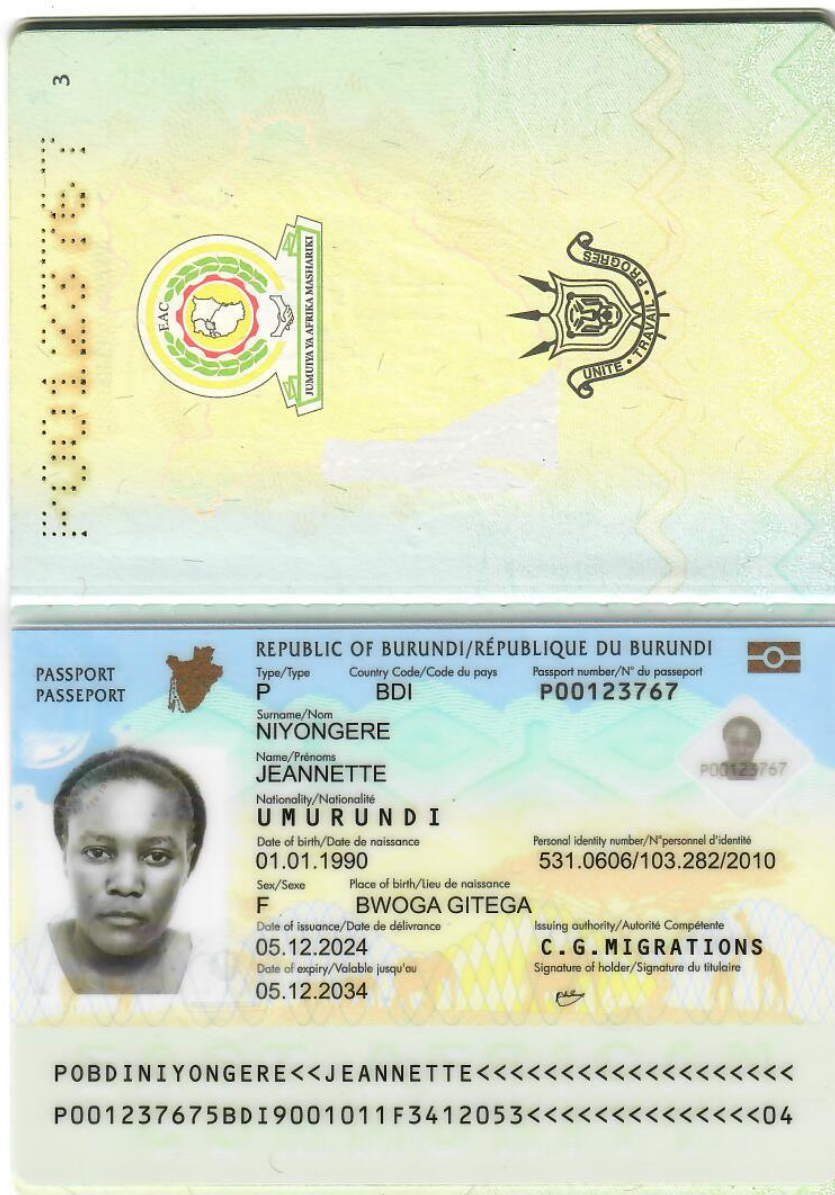 3
EAC
JUMUIYA YA AFRIKA MASHARIKI
UNITE • TRAVAIL • PROGRES
REPUBLIC OF BURUNDI/RÉPUBLIQUE DU BURUNDI
PASSPORT
PASSEPORT
Type/Type Country Code/Code du pays Passport number/N° du passeport
P BDI P00123767
Surname/Nom
NIYONGERE
Name/Prénoms
JEANNETTE
P00123767
Nationality/Nationalité
UMURUNDI
Date of birth/Date de naissance Personal identity number/N°personnel d'identité
01.01.1990 531.0606/103.282/2010
Sex/Sexe Place of birth/Lieu de naissance
F BWOGA GITEGA
Date of issuance/Date de délivrance Issuing authority/Autorité Compétente
05.12.2024 C.G.MIGRATIONS
Date of expiry/Valable jusqu'au Signature of holder/Signature du titulaire
05.12.2034
POBDINIYONGERE<<JEANNETTE<<<<<<<<<<<<<<<<<<<
P001237675BDI9001011F3412053<<<<<<<<<<<<<<04